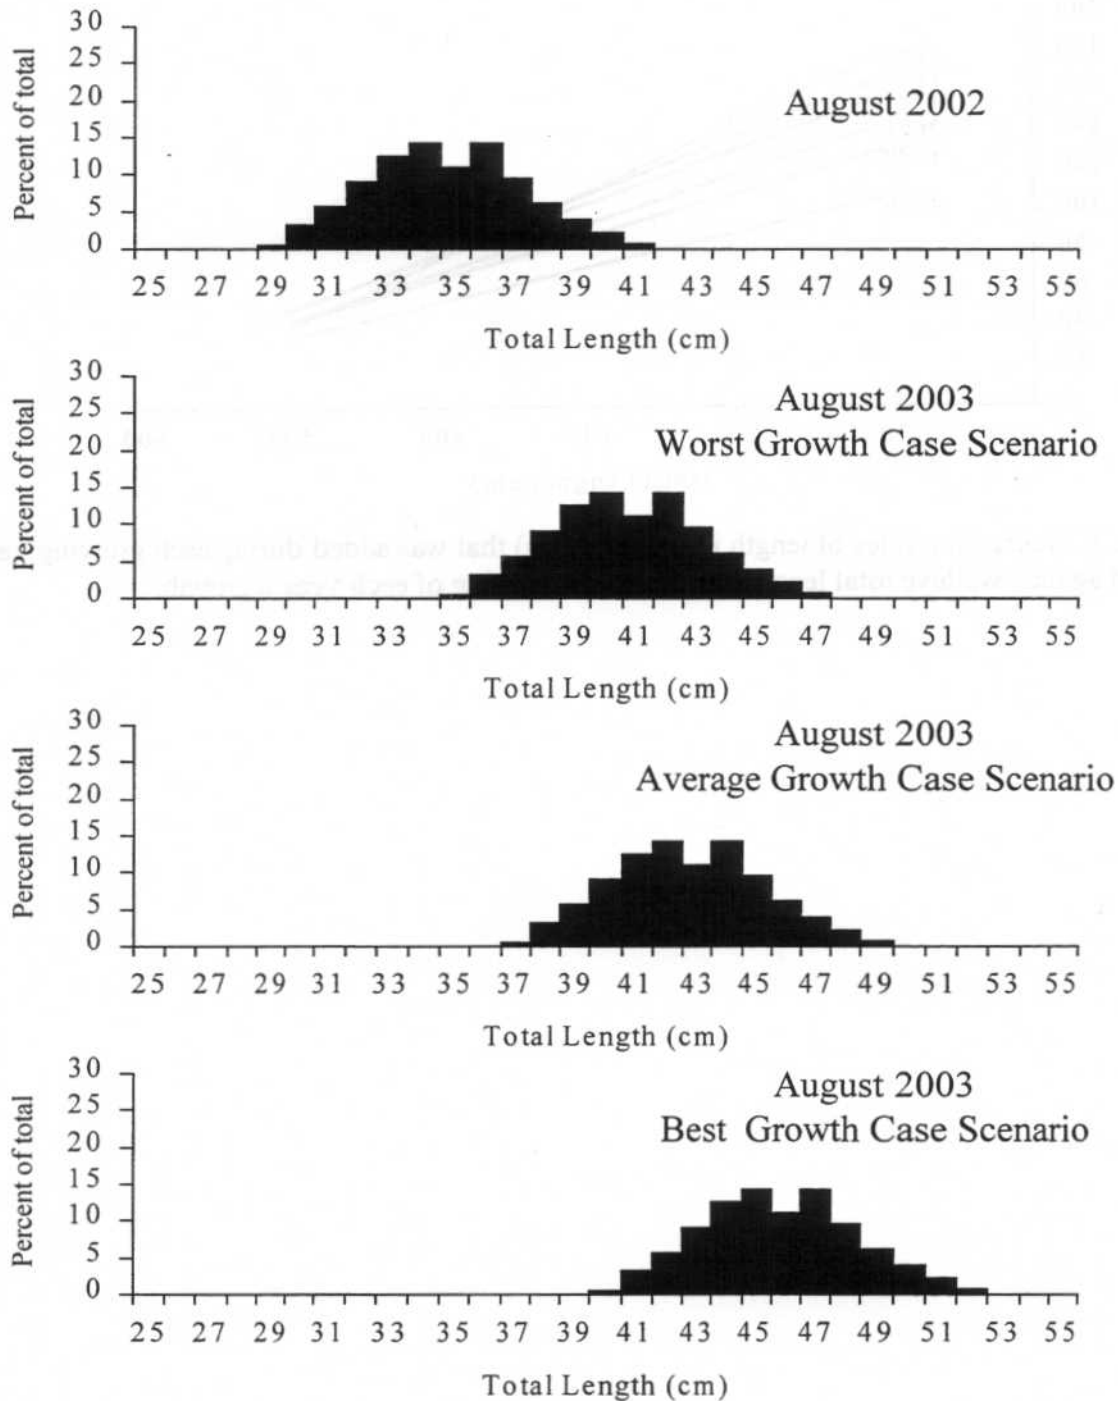 30
25
20
15
10
5
0
Percent of total
August 2002
25 27 29 31 33 35 37 39 41 43 45 47 49 51 53 55
Total Length (cm)
30
25
20
15
10
5
0
Percent of total
August 2003
Worst Growth Case Scenario
25 27 29 31 33 35 37 39 41 43 45 47 49 51 53 55
Total Length (cm)
30
25
20
15
10
5
0
Percent of total
August 2003
Average Growth Case Scenario
25 27 29 31 33 35 37 39 41 43 45 47 49 51 53 55
Total Length (cm)
30
25
20
15
10
5
0
Percent of total
August 2003
Best Growth Case Scenario
25 27 29 31 33 35 37 39 41 43 45 47 49 51 53 55
Total Length (cm)